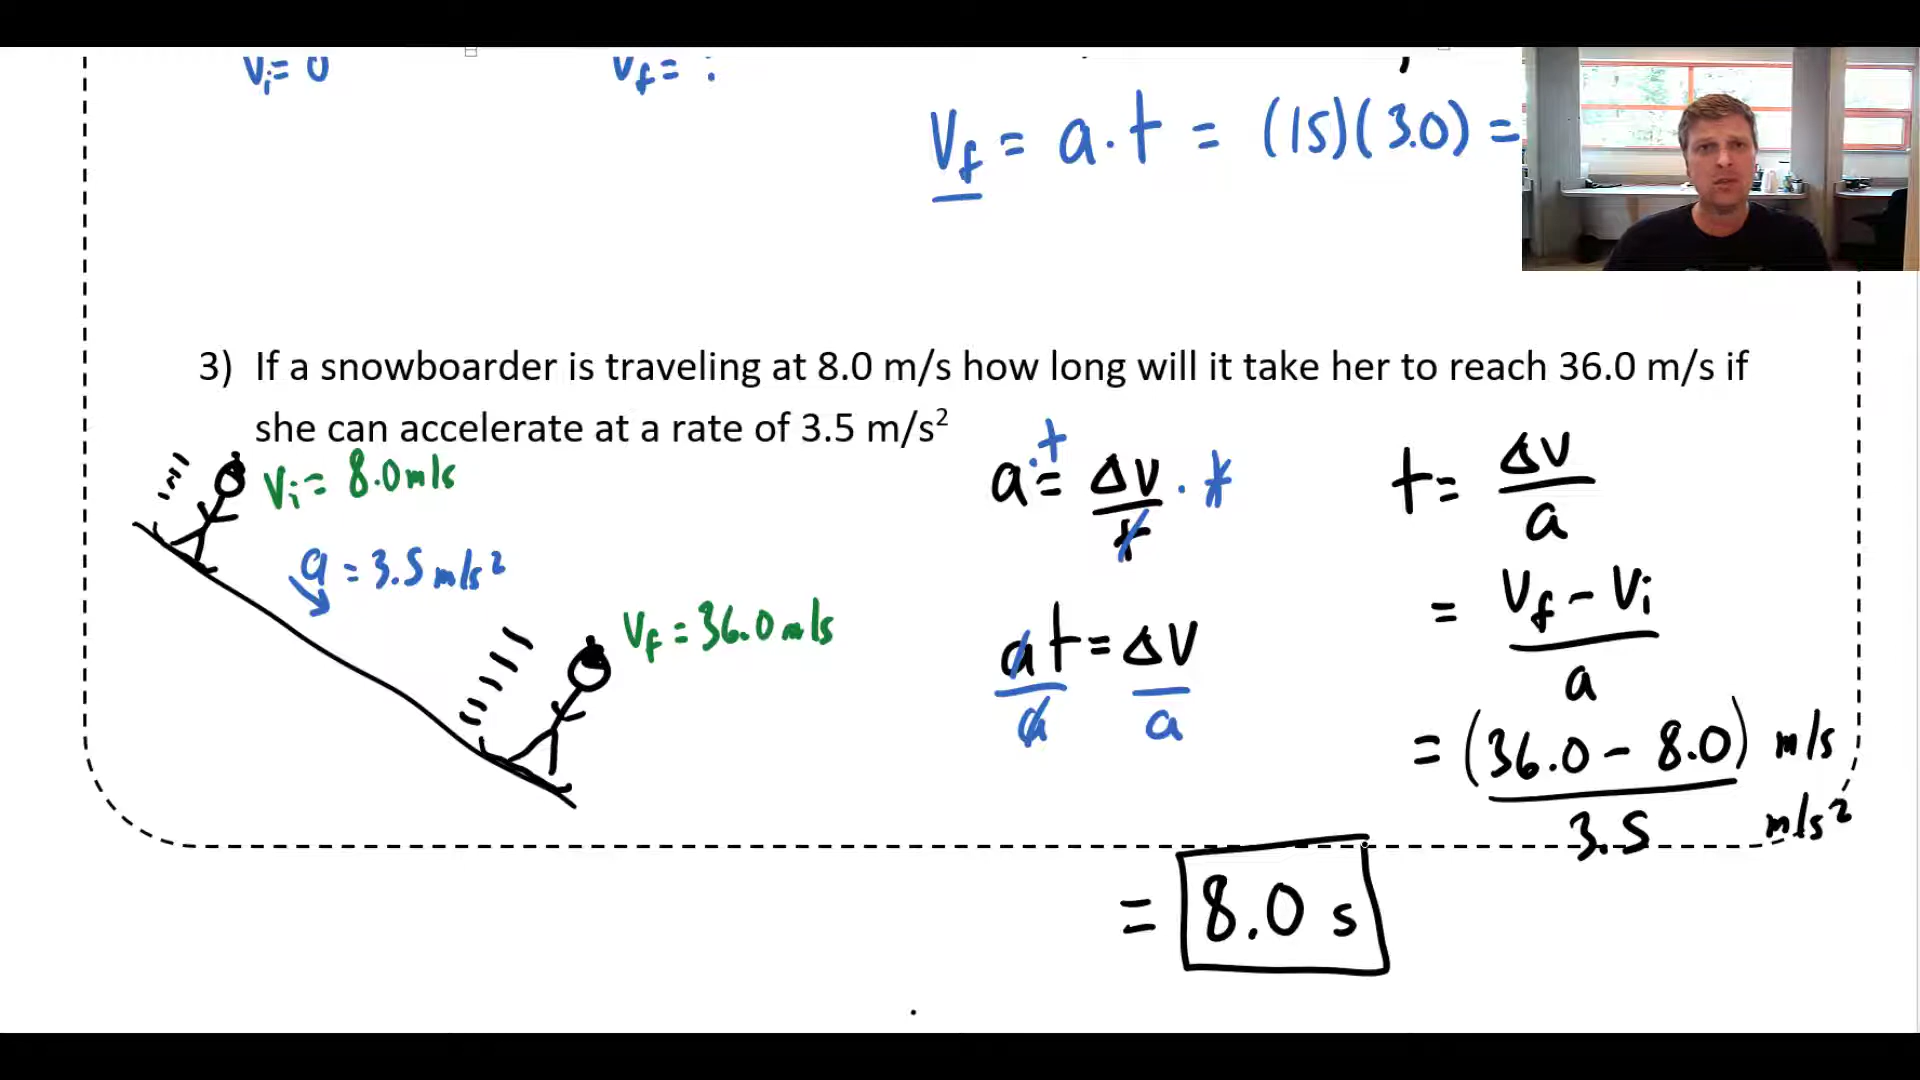 Vi = 0
Vf = ?
Vf = a · t = (15)(3.0) =
3) If a snowboarder is traveling at 8.0 m/s how long will it take her to reach 36.0 m/s if
she can accelerate at a rate of 3.5 m/s²
Vi = 8.0 m/s
a = 3.5 m/s²
Vf = 36.0 m/s
a · t = ΔV/t · t
at/a = ΔV/a
t = ΔV/a
= Vf - Vi/a
= (36.0 - 8.0) m/s
3.5 m/s²
= 8.0 s